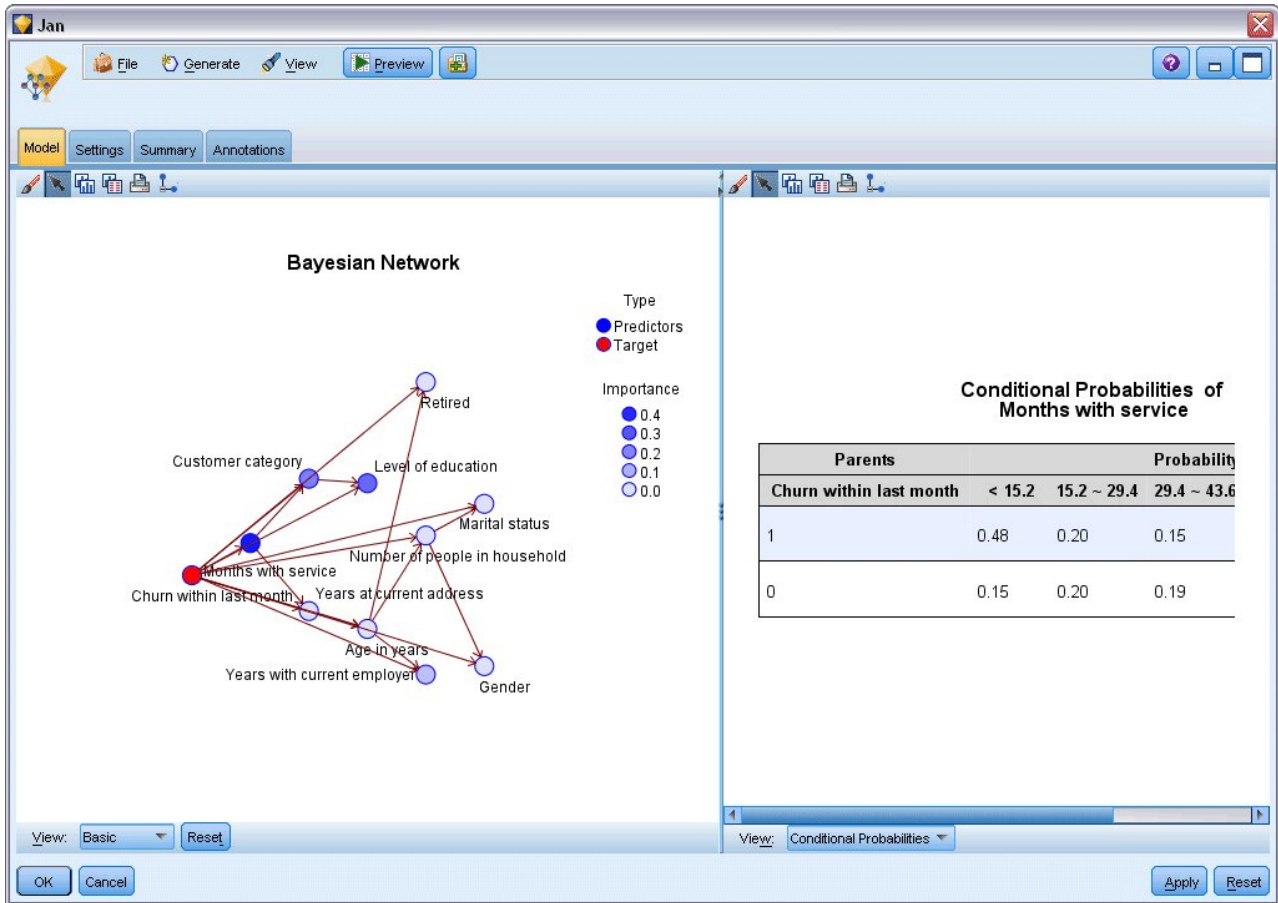 Jan
File Generate View Preview
Model Settings Summary Annotations
Bayesian Network
Type
Predictors
Target
Importance
0.4
0.3
0.2
0.1
0.0
Retired
Customer category
Level of education
Marital status
Number of people in household
Months with service
Churn within last month
Years at current address
Age in years
Years with current employer
Gender
View: Basic Reset
Conditional Probabilities of
Months with service
Parents Probability
Churn within last month < 15.2 15.2 ~ 29.4 29.4 ~ 43.6
1 0.48 0.20 0.15
0 0.15 0.20 0.19
View: Conditional Probabilities
OK Cancel Apply Reset